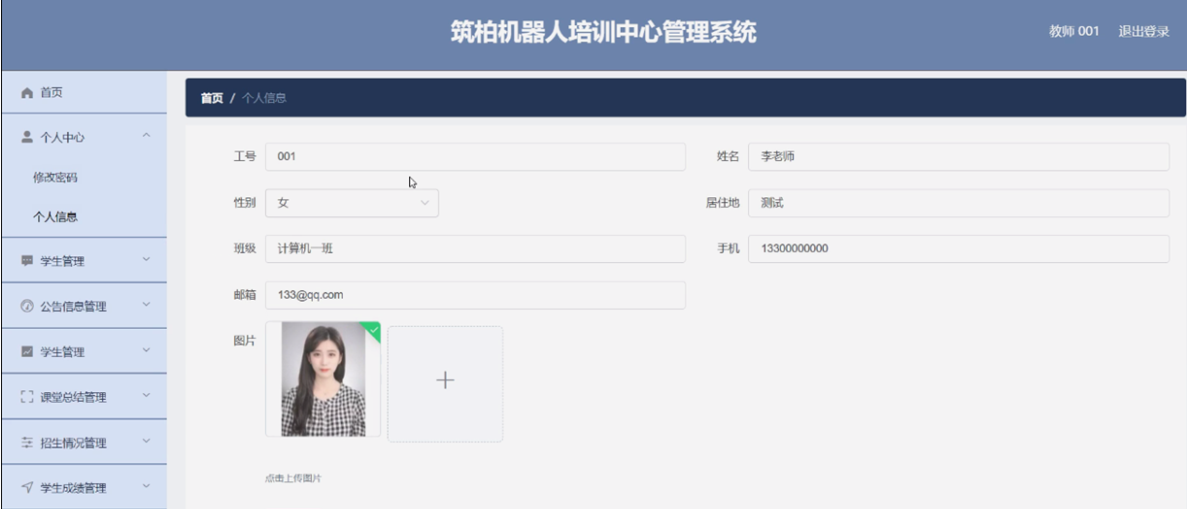 筑柏机器人培训中心管理系统
教师 001 退出登录
首页
个人中心
修改密码
个人信息
学生管理
公告信息管理
学生管理
课堂总结管理
招生情况管理
学生成绩管理
首页 / 个人信息
工号 001 姓名 李老师
性别 女 居住地 测试
班级 计算机一班 手机 13300000000
邮箱 133@qq.com
图片
点击上传图片